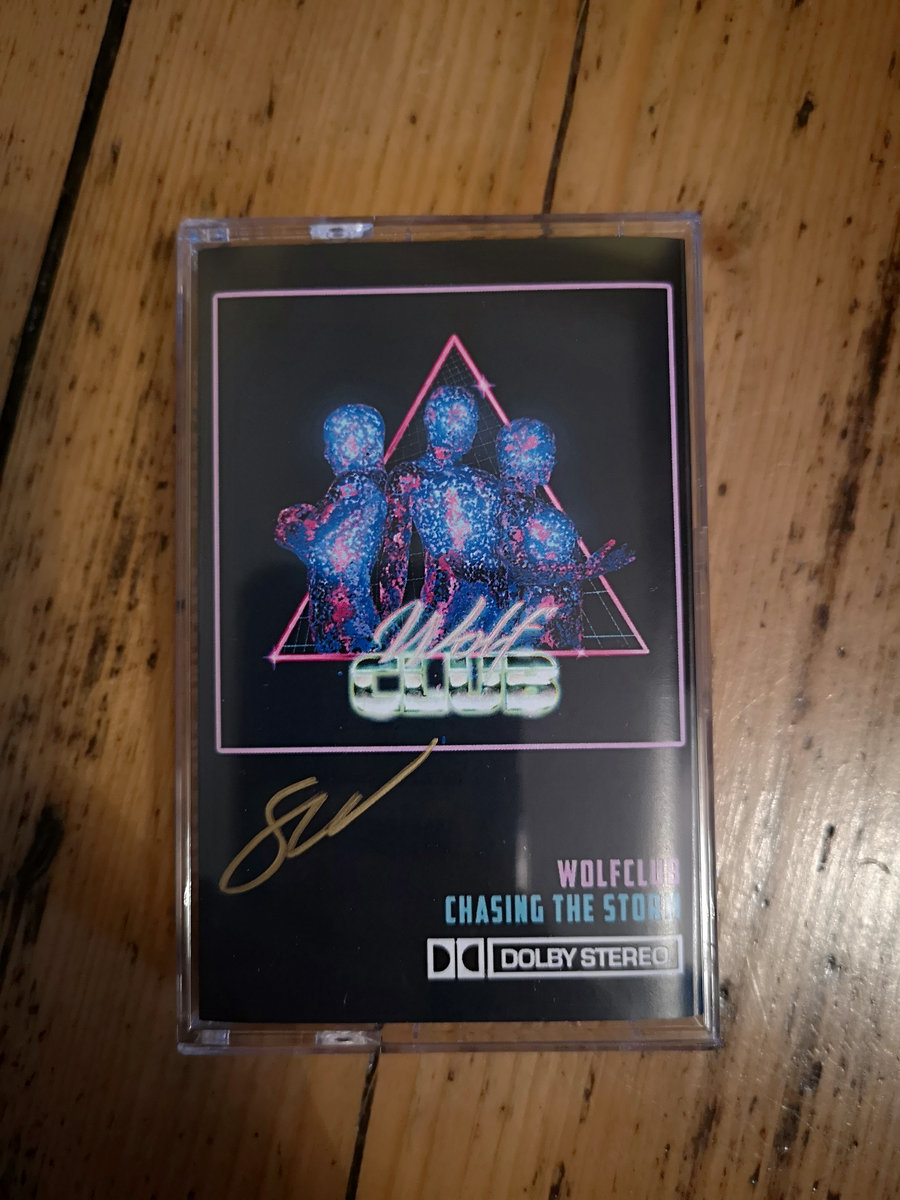 Wolf
CLUB
WOLFCLUB
CHASING THE STORM
DOLBY STEREO